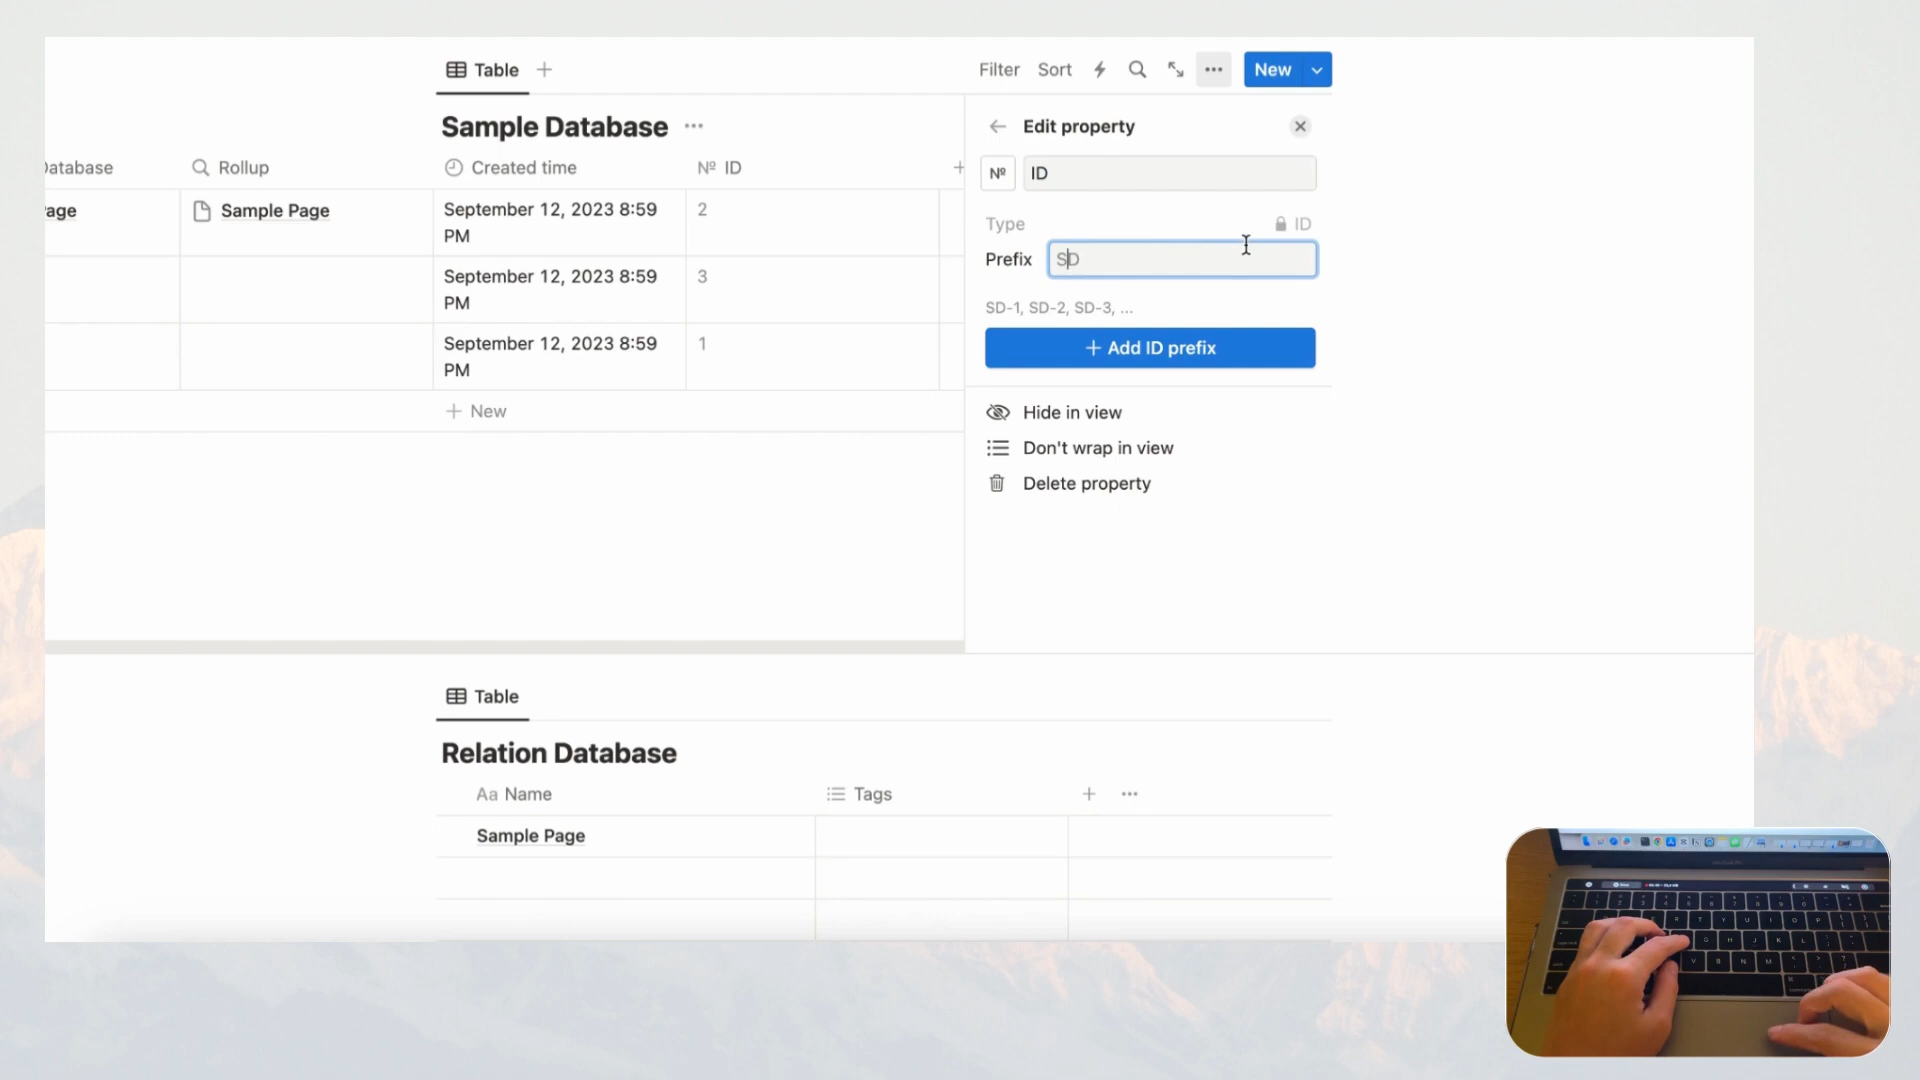 Table
Filter Sort New
Sample Database
Edit property
Database Rollup Created time Nº ID
Nº ID
age Sample Page September 12, 2023 8:59 PM 2
Type ID
Prefix SD
September 12, 2023 8:59 PM 3
SD-1, SD-2, SD-3, ...
September 12, 2023 8:59 PM 1
+ Add ID prefix
+ New
Hide in view
Don't wrap in view
Delete property
Table
Relation Database
Aa Name Tags
Sample Page